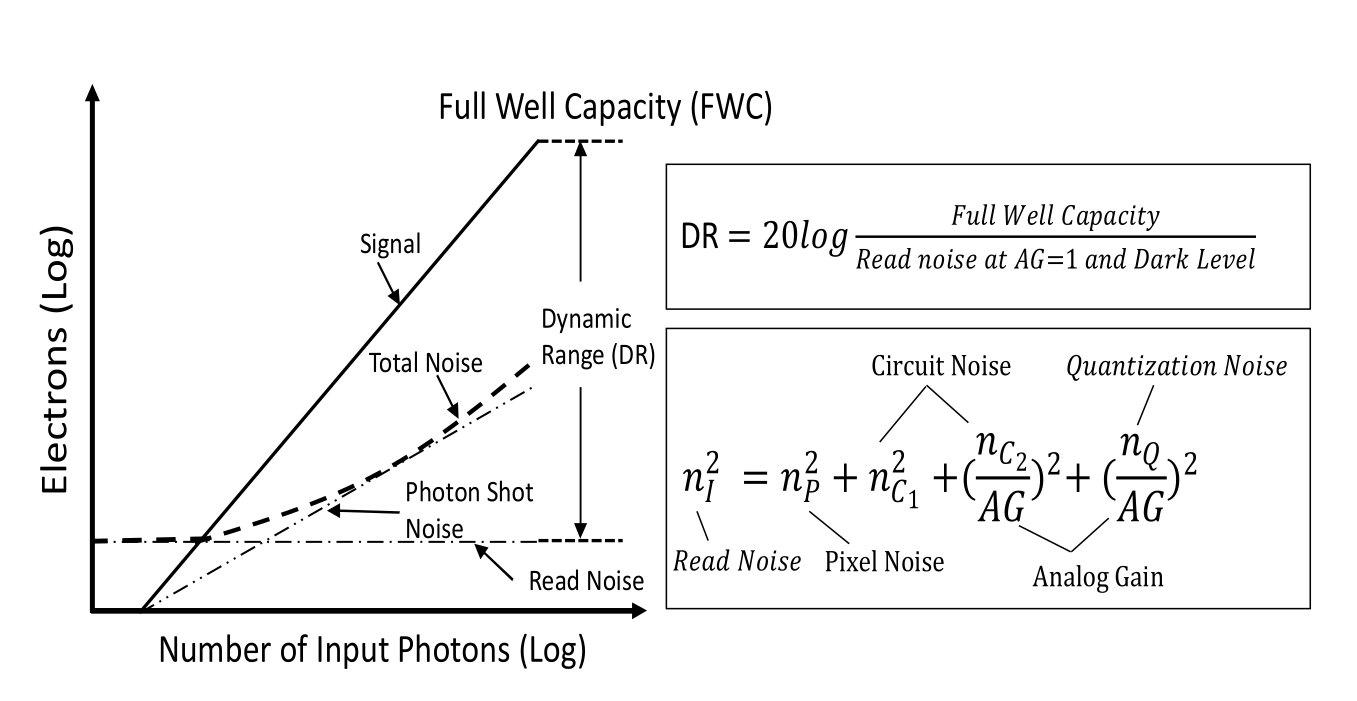 Full Well Capacity (FWC)
Electrons (Log)
Signal
Total Noise
Dynamic
Range (DR)
Photon Shot
Noise
Read Noise
Number of Input Photons (Log)
DR = 20log Full Well Capacity / Read noise at AG=1 and Dark Level
Circuit Noise
Quantization Noise
n_I^2 = n_P^2 + n_{C_1}^2 + (n_{C_2}/AG)^2 + (n_Q/AG)^2
Read Noise
Pixel Noise
Analog Gain